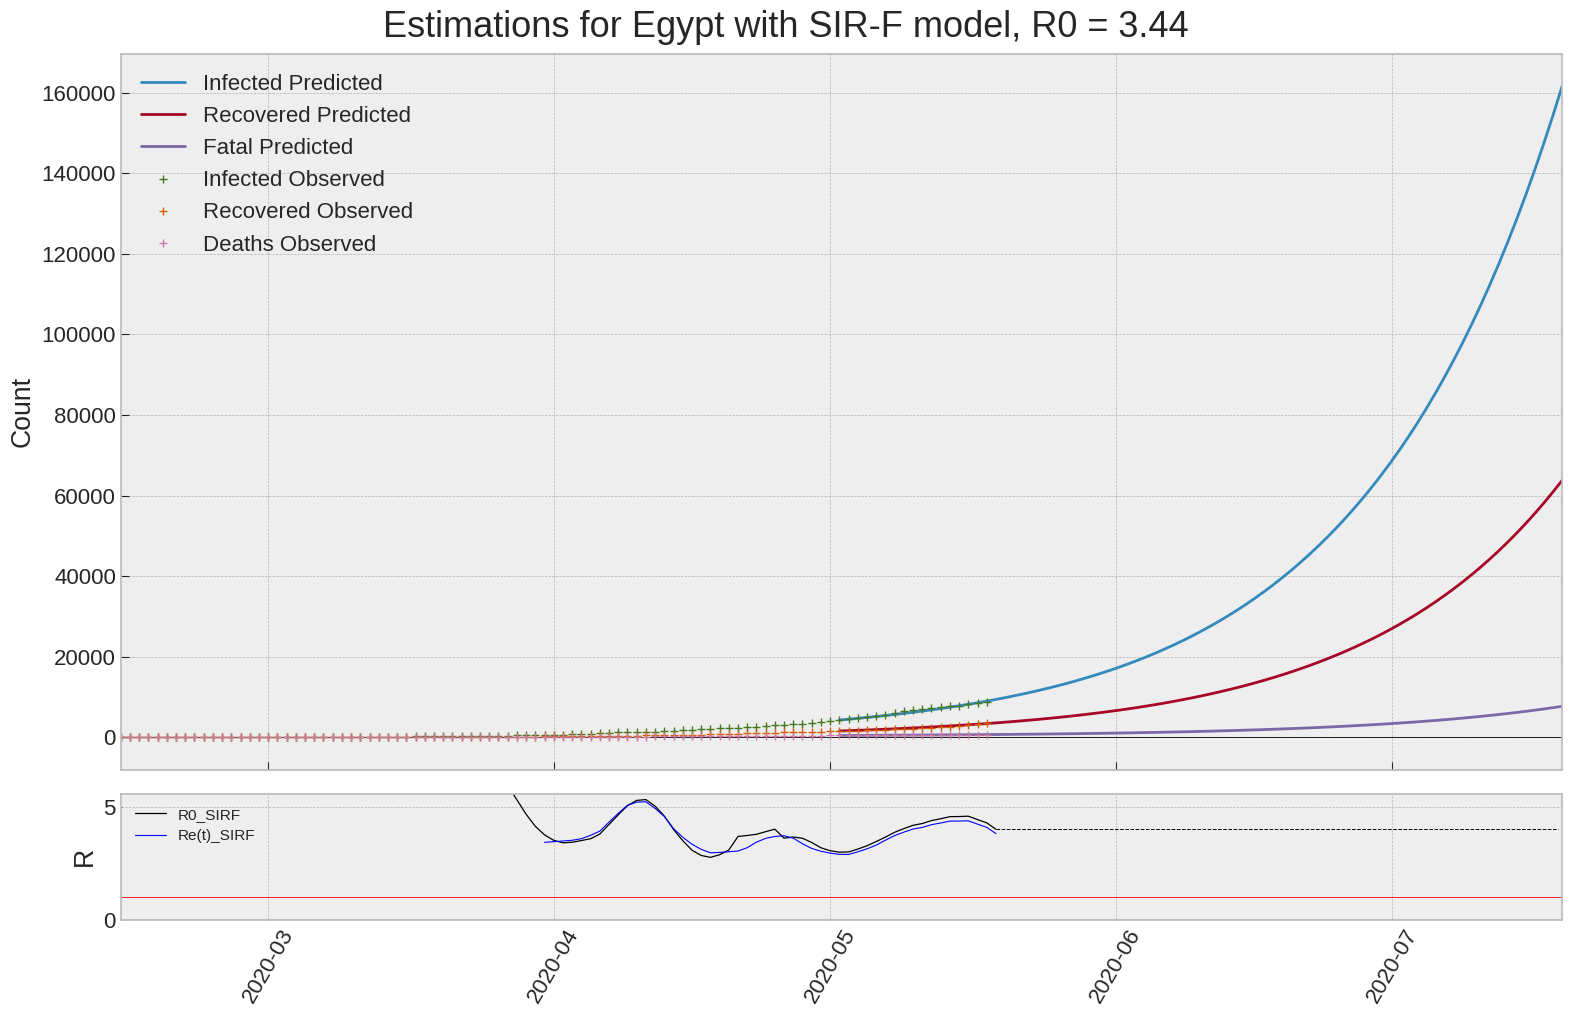 Estimations for Egypt with SIR-F model, R0 = 3.44
Infected Predicted
Recovered Predicted
Fatal Predicted
Infected Observed
Recovered Observed
Deaths Observed
160000
140000
120000
100000
80000
60000
40000
20000
0
Count
R0_SIRF
Re(t)_SIRF
5
0
R
2020-03
2020-04
2020-05
2020-06
2020-07